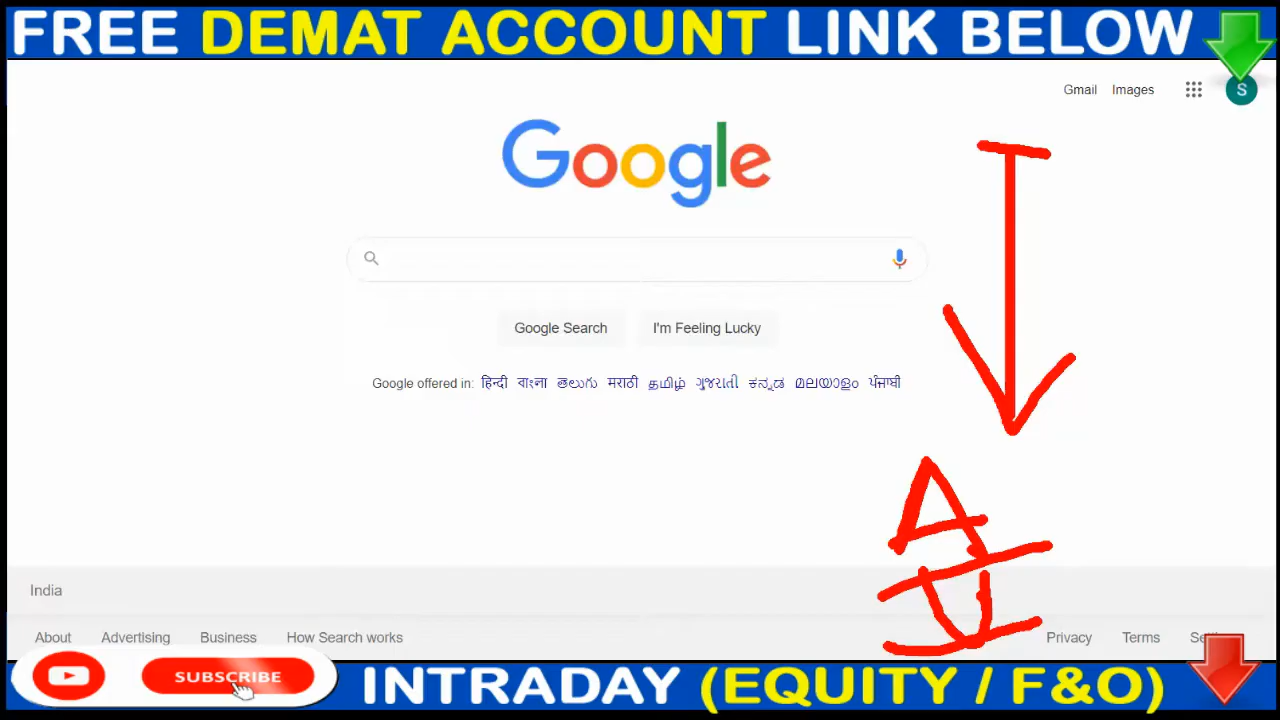 FREE DEMAT ACCOUNT LINK BELOW
Gmail Images S
Google
Google Search I'm Feeling Lucky
Google offered in: हिन्दी বাংলা తెలుగు मराठी தமிழ் ગુજરાતી ಕನ್ನಡ മലയാളം ਪੰਜਾਬੀ
A
India
About Advertising Business How Search works Privacy Terms
SUBSCRIBE
INTRADAY (EQUITY / F&O)